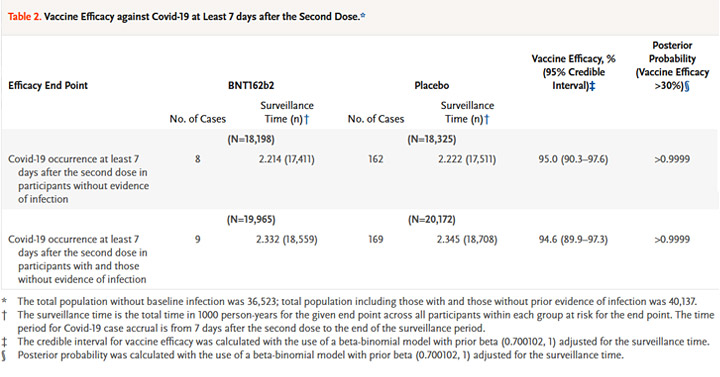 Table 2. Vaccine Efficacy against Covid-19 at Least 7 days after the Second Dose.*
Efficacy End Point BNT162b2 Placebo Vaccine Efficacy, % (95% Credible Interval)‡ Posterior Probability (Vaccine Efficacy >30%)§
No. of Cases Surveillance Time (n)† No. of Cases Surveillance Time (n)†
(N=18,198) (N=18,325)
Covid-19 occurrence at least 7 8 2.214 (17,411) 162 2.222 (17,511) 95.0 (90.3–97.6) >0.9999
days after the second dose in
participants without evidence
of infection
(N=19,965) (N=20,172)
Covid-19 occurrence at least 7 9 2.332 (18,559) 169 2.345 (18,708) 94.6 (89.9–97.3) >0.9999
days after the second dose in
participants with and those
without evidence of infection
* The total population without baseline infection was 36,523; total population including those with and those without prior evidence of infection was 40,137.
† The surveillance time is the total time in 1000 person-years for the given end point across all participants within each group at risk for the end point. The time
period for Covid-19 case accrual is from 7 days after the second dose to the end of the surveillance period.
‡ The credible interval for vaccine efficacy was calculated with the use of a beta-binomial model with prior beta (0.700102, 1) adjusted for the surveillance time.
§ Posterior probability was calculated with the use of a beta-binomial model with prior beta (0.700102, 1) adjusted for the surveillance time.